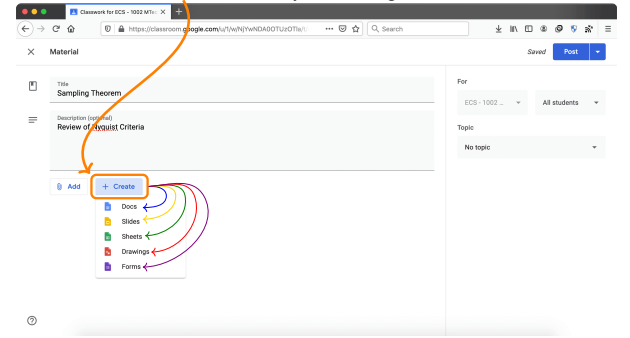 Classwork for ECS - 1002 MTe
https://classroom.google.com/u/1/w/NjYwNDA0OTUzOTIe/t
Search
Material
Saved
Post
Title
Sampling Theorem
Description (optional)
Review of Nyquist Criteria
For
ECS - 1002 ...
All students
Topic
No topic
Add
+ Create
Docs
Slides
Sheets
Drawings
Forms